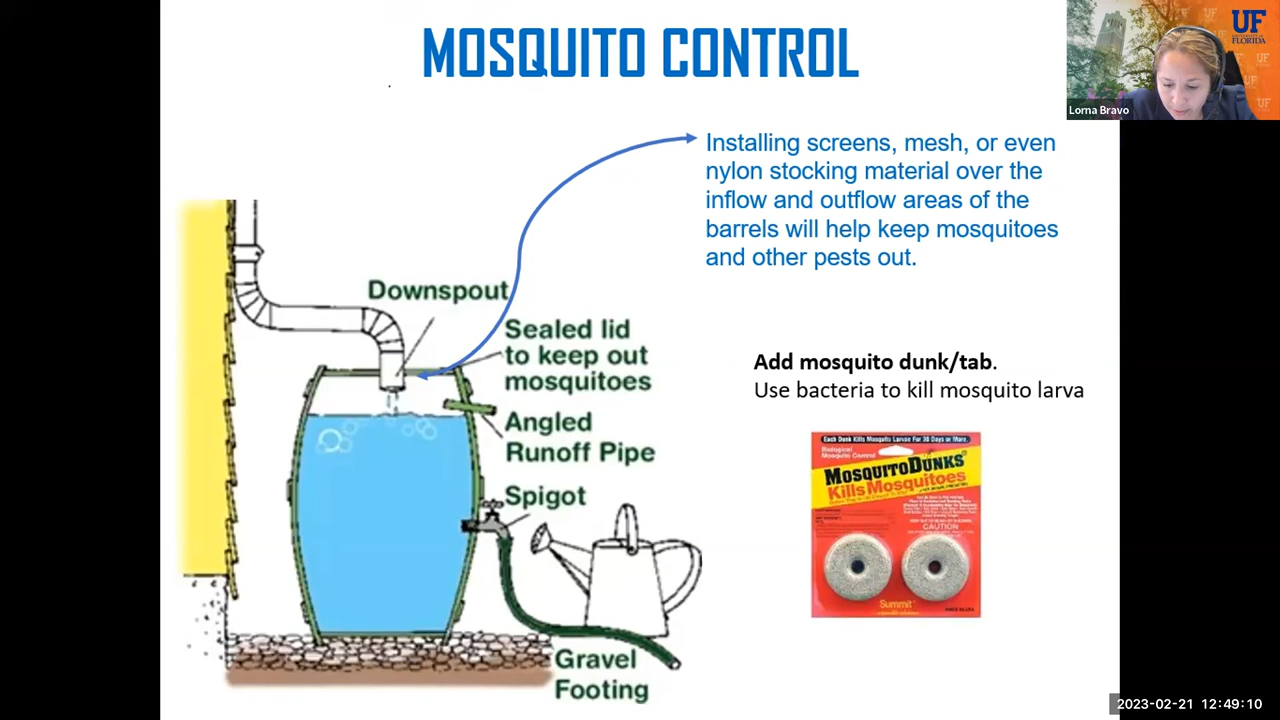 MOSQUITO CONTROL
UF
UNIVERSITY of
FLORIDA
Lorna Bravo
Installing screens, mesh, or even
nylon stocking material over the
inflow and outflow areas of the
barrels will help keep mosquitoes
and other pests out.
Downspout
Sealed lid
to keep out
mosquitoes
Angled
Runoff Pipe
Spigot
Gravel
Footing
Add mosquito dunk/tab.
Use bacteria to kill mosquito larva
Each Dunk Kills Mosquito Larvae For 30 Days or More.
Biological
Mosquito Control
MOSQUITO DUNKS
Kills Mosquitoes
CAUTION
Summit
2023-02-21 12:49:10